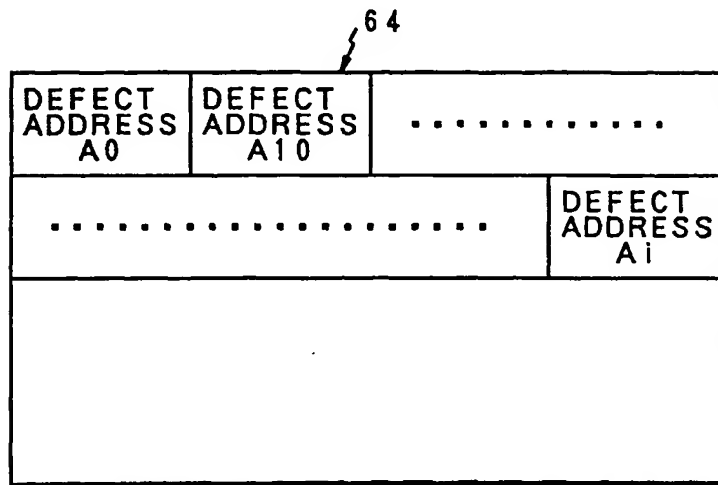 64
DEFECT ADDRESS A0
DEFECT ADDRESS A10
. . . . . . . . . . . .
. . . . . . . . . . . . . . . . . . . .
DEFECT ADDRESS Ai